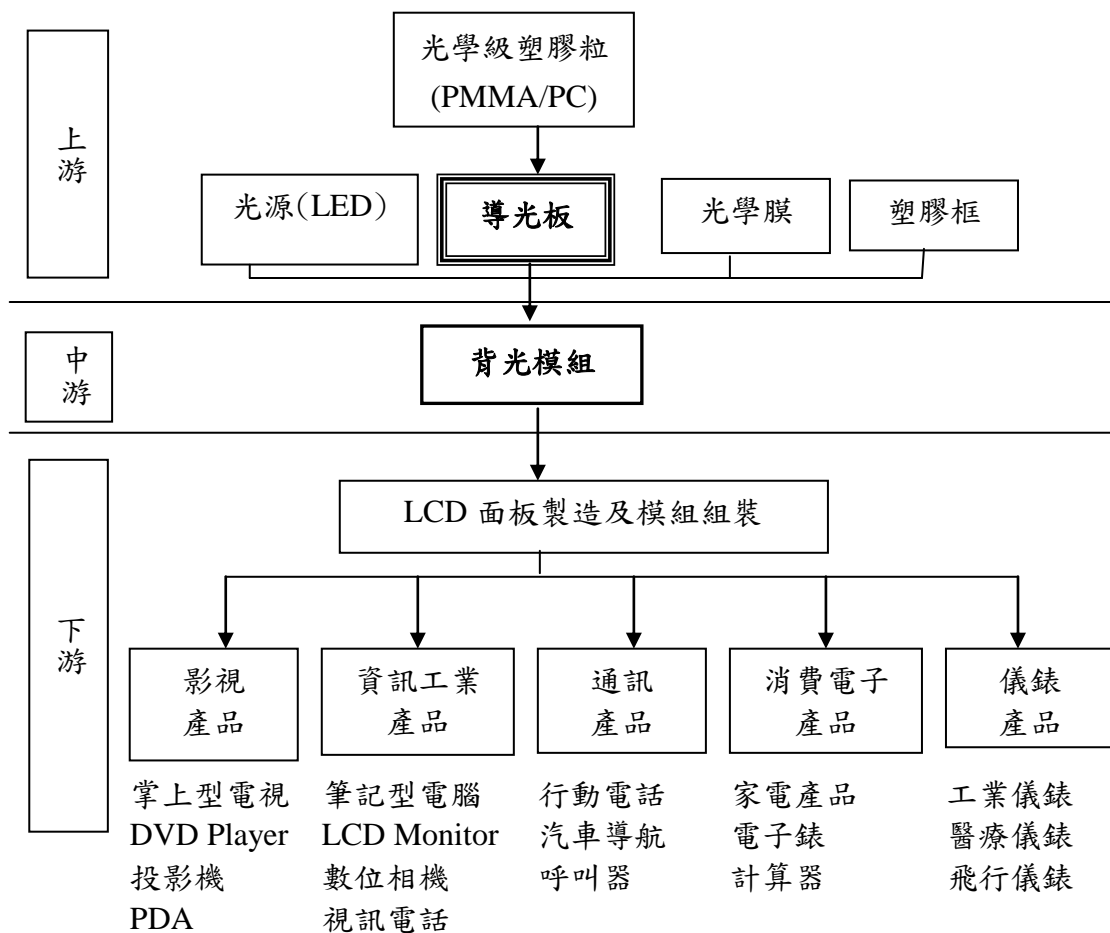 上
游
光學級塑膠粒
(PMMA/PC)
光源(LED)
導光板
光學膜
塑膠框
中
游
背光模組
下
游
LCD 面板製造及模組組裝
影視
產品
資訊工業
產品
通訊
產品
消費電子
產品
儀錶
產品
掌上型電視
DVD Player
投影機
PDA
筆記型電腦
LCD Monitor
數位相機
視訊電話
行動電話
汽車導航
呼叫器
家電產品
電子錶
計算器
工業儀錶
醫療儀錶
飛行儀錶